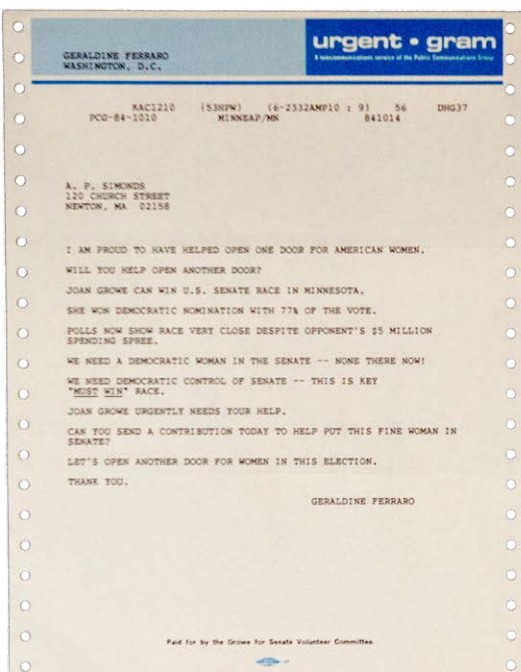 urgent • gram
A telecommunications service of the Public Communications Group
GERALDINE FERRARO
WASHINGTON, D.C.
KAC1210 (53HPW) (6-2332AMP10 : 9) 56 DHG37
PCG-84-1010 MINNEAP/MN 841014
A. P. SIMONDS
120 CHURCH STREET
NEWTON, MA 02158
I AM PROUD TO HAVE HELPED OPEN ONE DOOR FOR AMERICAN WOMEN.
WILL YOU HELP OPEN ANOTHER DOOR?
JOAN GROWE CAN WIN U.S. SENATE RACE IN MINNESOTA.
SHE WON DEMOCRATIC NOMINATION WITH 77% OF THE VOTE.
POLLS NOW SHOW RACE VERY CLOSE DESPITE OPPONENT'S $5 MILLION
SPENDING SPREE.
WE NEED A DEMOCRATIC WOMAN IN THE SENATE -- NONE THERE NOW!
WE NEED DEMOCRATIC CONTROL OF SENATE -- THIS IS KEY
"MUST WIN" RACE.
JOAN GROWE URGENTLY NEEDS YOUR HELP.
CAN YOU SEND A CONTRIBUTION TODAY TO HELP PUT THIS FINE WOMAN IN
SENATE?
LET'S OPEN ANOTHER DOOR FOR WOMEN IN THIS ELECTION.
THANK YOU.
GERALDINE FERRARO
Paid for by the Growe for Senate Volunteer Committee.